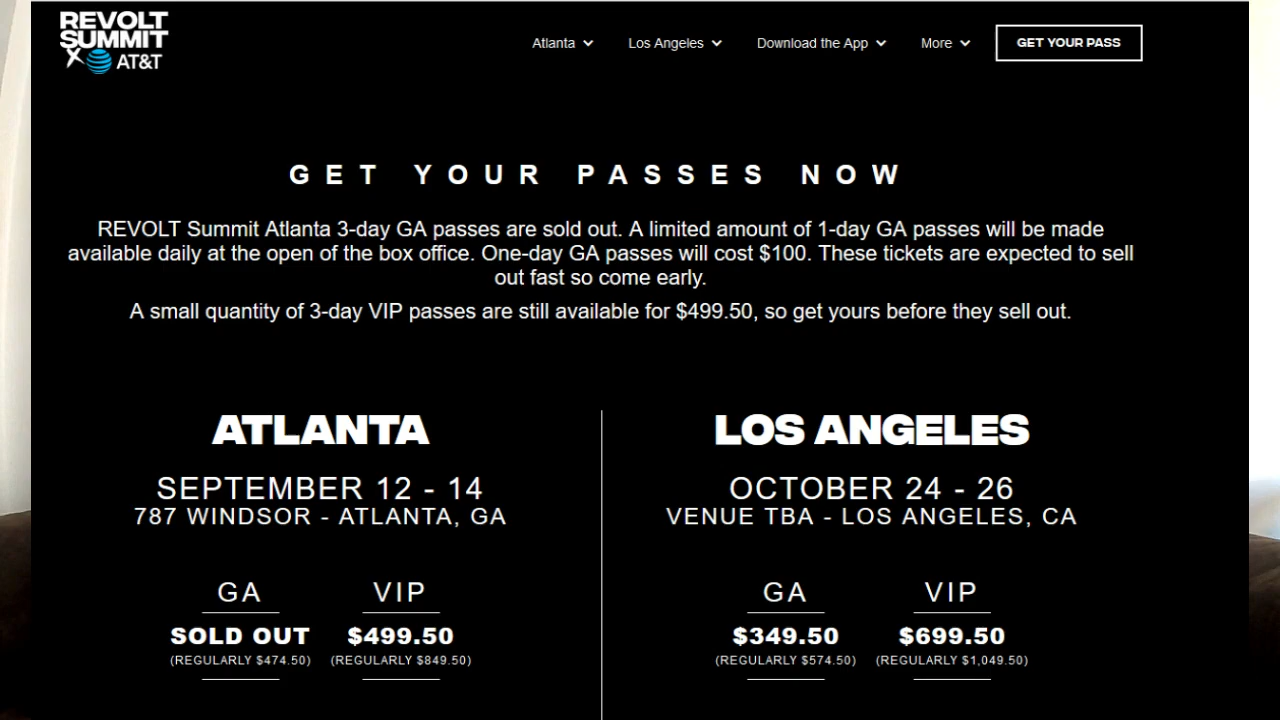 REVOLT
SUMMIT
X AT&T
Atlanta
Los Angeles
Download the App
More
GET YOUR PASS
GET YOUR PASSES NOW
REVOLT Summit Atlanta 3-day GA passes are sold out. A limited amount of 1-day GA passes will be made
available daily at the open of the box office. One-day GA passes will cost $100. These tickets are expected to sell
out fast so come early.
A small quantity of 3-day VIP passes are still available for $499.50, so get yours before they sell out.
ATLANTA
SEPTEMBER 12 - 14
787 WINDSOR - ATLANTA, GA
GA
SOLD OUT
(REGULARLY $474.50)
VIP
$499.50
(REGULARLY $849.50)
LOS ANGELES
OCTOBER 24 - 26
VENUE TBA - LOS ANGELES, CA
GA
$349.50
(REGULARLY $574.50)
VIP
$699.50
(REGULARLY $1,049.50)